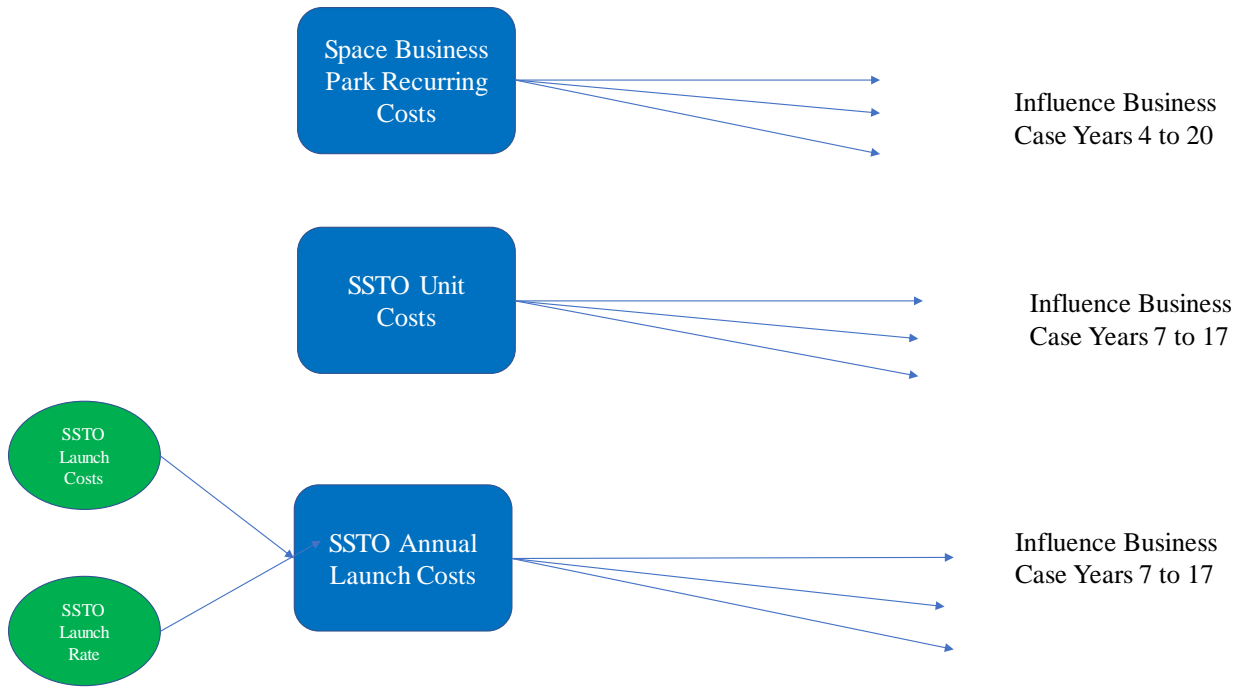 Space Business
Park Recurring
Costs
Influence Business
Case Years 4 to 20
SSTO Unit
Costs
Influence Business
Case Years 7 to 17
SSTO
Launch
Costs
SSTO Annual
Launch Costs
Influence Business
Case Years 7 to 17
SSTO
Launch
Rate